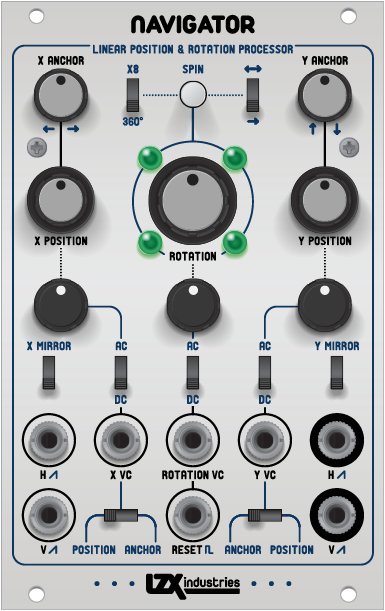 NAVIGATOR
LINEAR POSITION & ROTATION PROCESSOR
X ANCHOR
X8
SPIN
Y ANCHOR
360°
X POSITION
ROTATION
Y POSITION
X MIRROR
AC
AC
AC
Y MIRROR
DC
DC
DC
H
X VC
ROTATION VC
Y VC
H
V
POSITION
ANCHOR
RESET
ANCHOR
POSITION
V
LZX industries